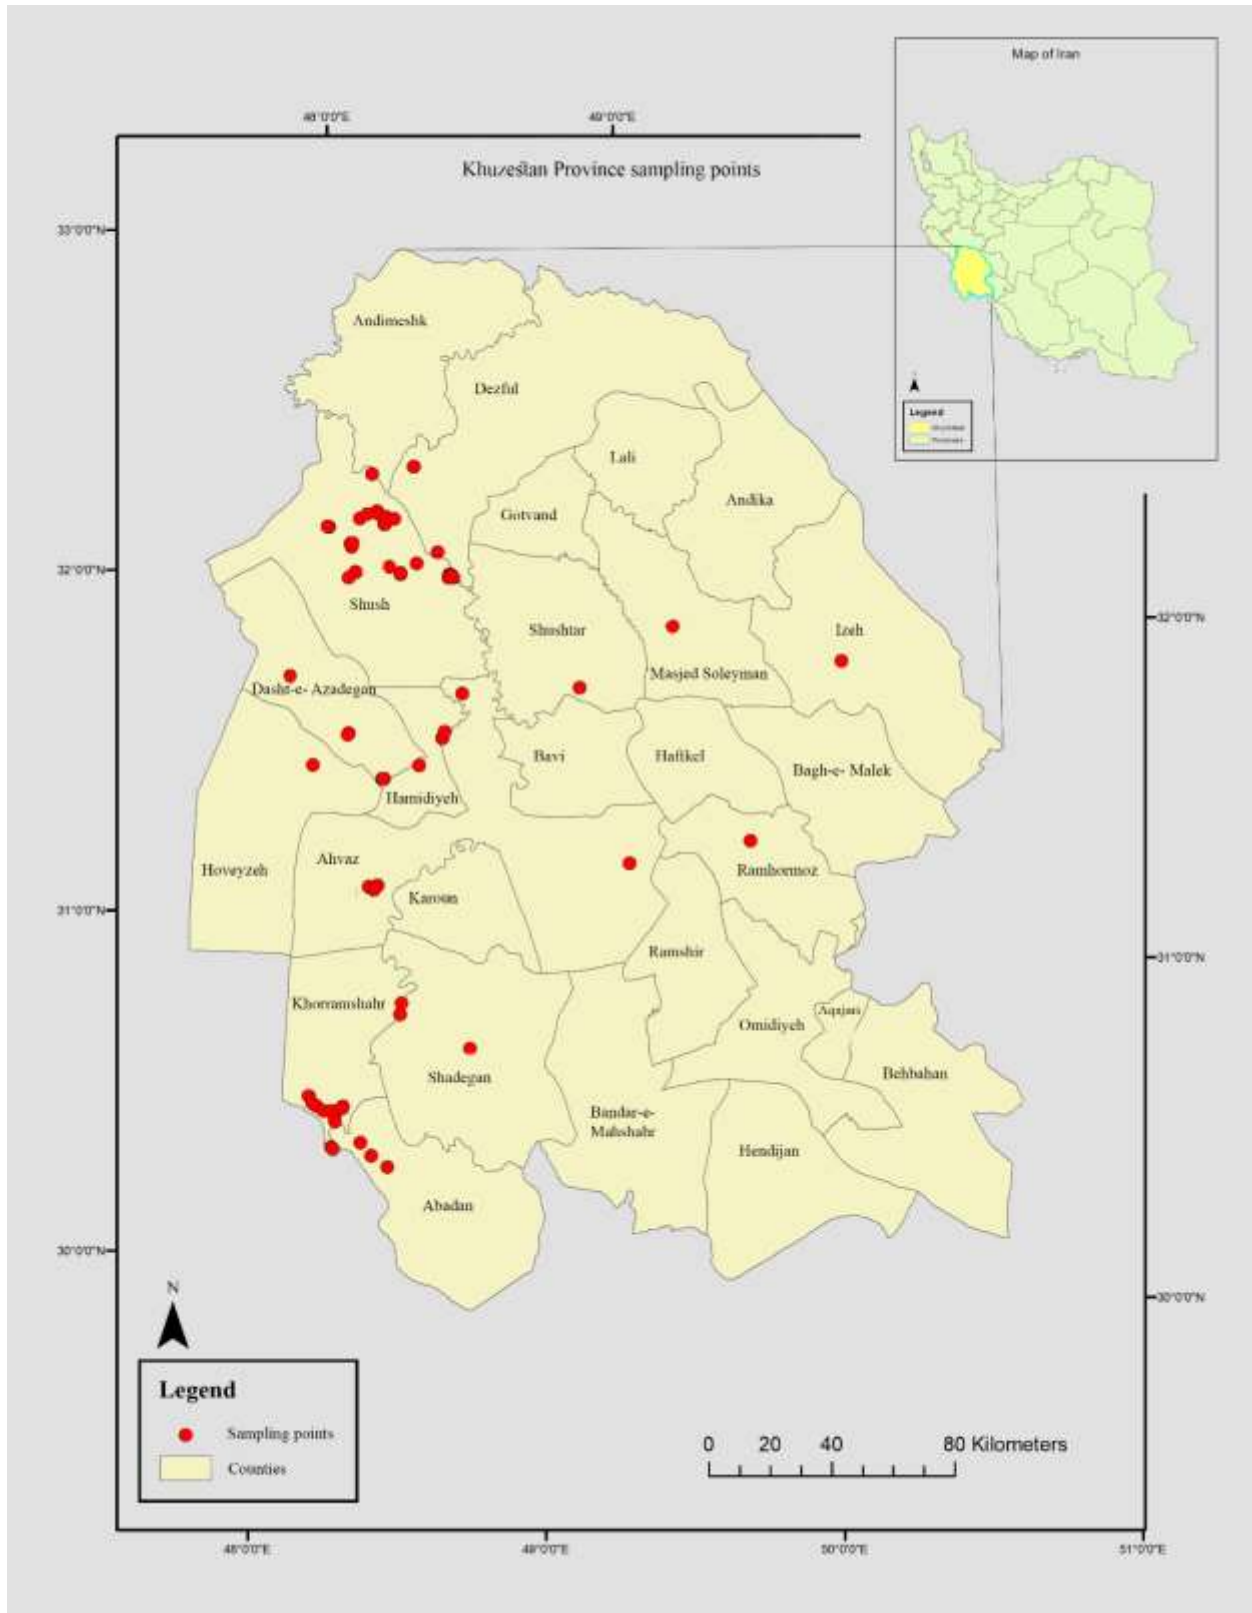 Map of Iran
48°0'0"E
49°0'0"E
Khuzestan Province sampling points
33°0'0"N
Andimeshk
Dezful
Lali
Andika
Gotvand
Legend
Provinces
32°0'0"N
Shush
Shushtar
Izeh
32°0'0"N
Masjed Soleyman
Dasht-e- Azadegan
Bavi
Haftkel
Bagh-e- Malek
Hamidiyeh
Hoveyzeh
Ahvaz
Karoun
Ramhormoz
31°0'0"N
Ramshir
31°0'0"N
Khorramshahr
Omidiyeh
Aqajari
Shadegan
Behbahan
Bandar-e-
Mahshahr
Hendijan
Abadan
30°0'0"N
30°0'0"N
N
Legend
Sampling points
Counties
0 20 40 80 Kilometers
48°0'0"E
49°0'0"E
50°0'0"E
51°0'0"E